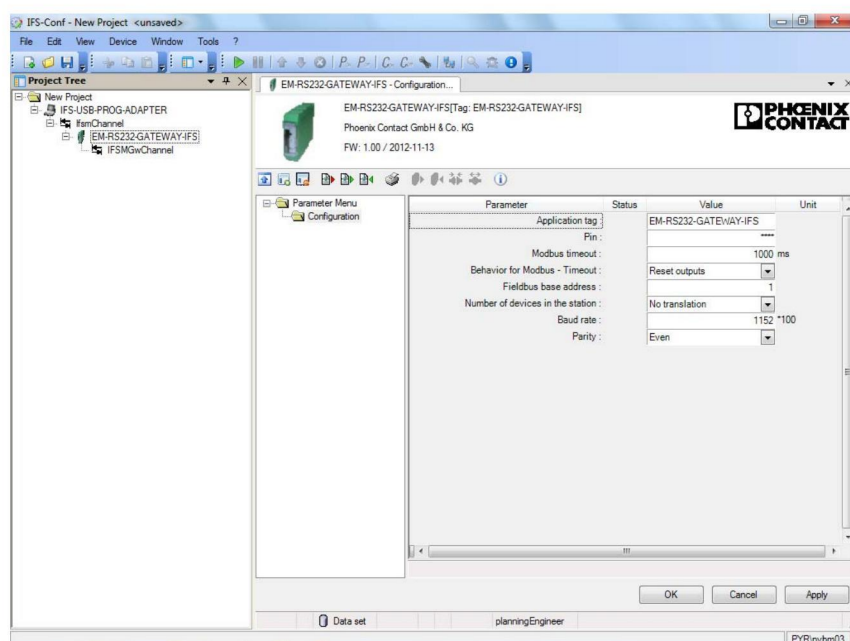 IFS-Conf - New Project <unsaved>
File Edit View Device Window Tools ?
Project Tree
New Project
IFS-USB-PROG-ADAPTER
IfsmChannel
EM-RS232-GATEWAY-IFS
IFSMGwChannel
EM-RS232-GATEWAY-IFS - Configuration...
EM-RS232-GATEWAY-IFS[Tag: EM-RS232-GATEWAY-IFS]
Phoenix Contact GmbH & Co. KG
FW: 1.00 / 2012-11-13
PHŒNIX
CONTACT
Parameter Menu
Configuration
Parameter Status Value Unit
Application tag : EM-RS232-GATEWAY-IFS
Pin : ****
Modbus timeout : 1000 ms
Behavior for Modbus - Timeout : Reset outputs
Fieldbus base address : 1
Number of devices in the station : No translation
Baud rate : 1152 *100
Parity : Even
OK Cancel Apply
Data set planningEngineer